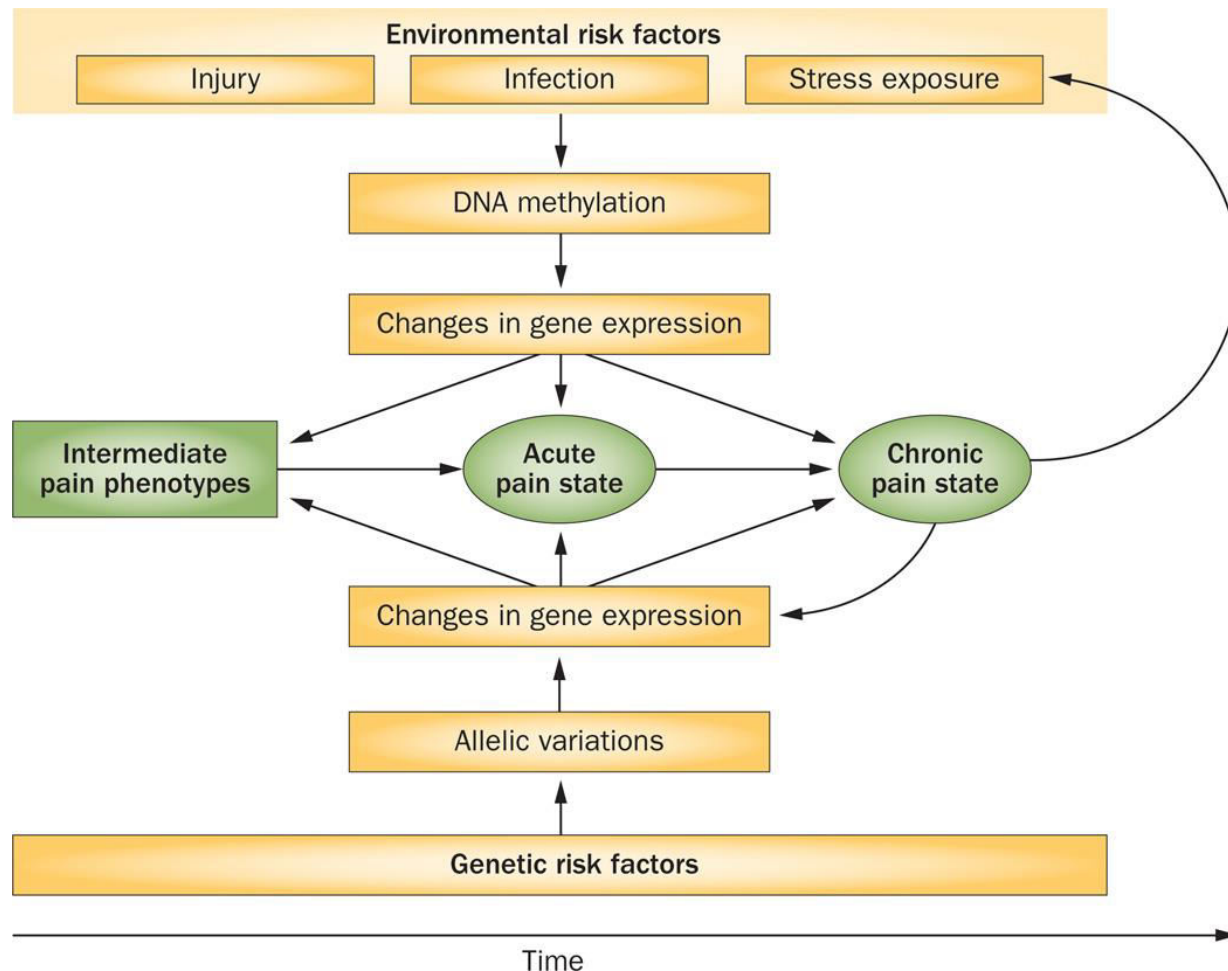 Environmental risk factors
Injury
Infection
Stress exposure
DNA methylation
Changes in gene expression
Intermediate
pain phenotypes
Acute
pain state
Chronic
pain state
Changes in gene expression
Allelic variations
Genetic risk factors
Time